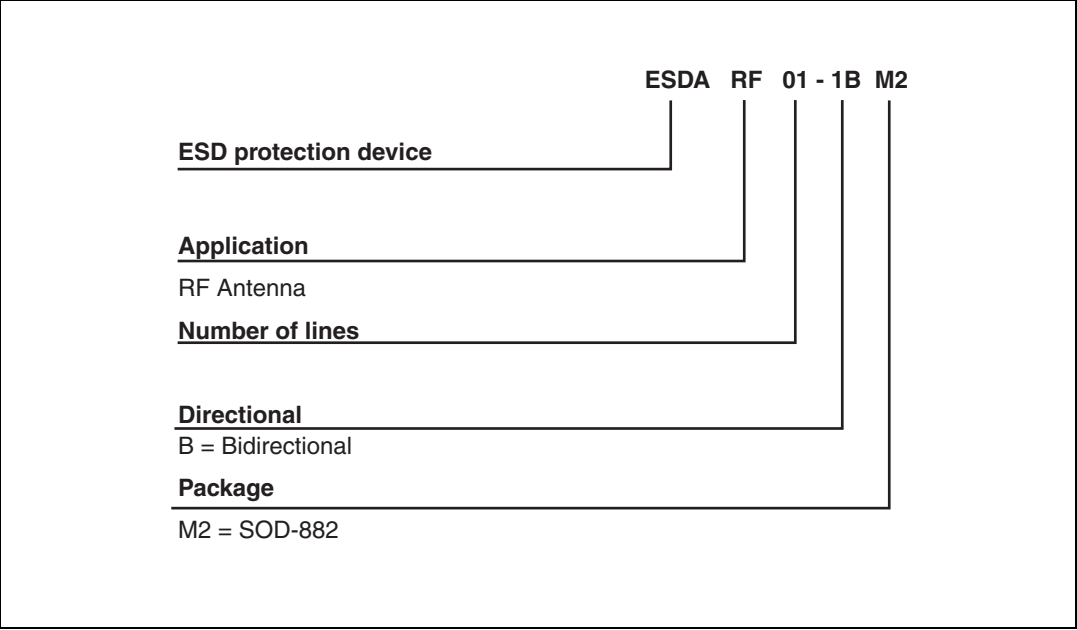 ESDA RF 01 - 1B M2
ESD protection device
Application
RF Antenna
Number of lines
Directional
B = Bidirectional
Package
M2 = SOD-882